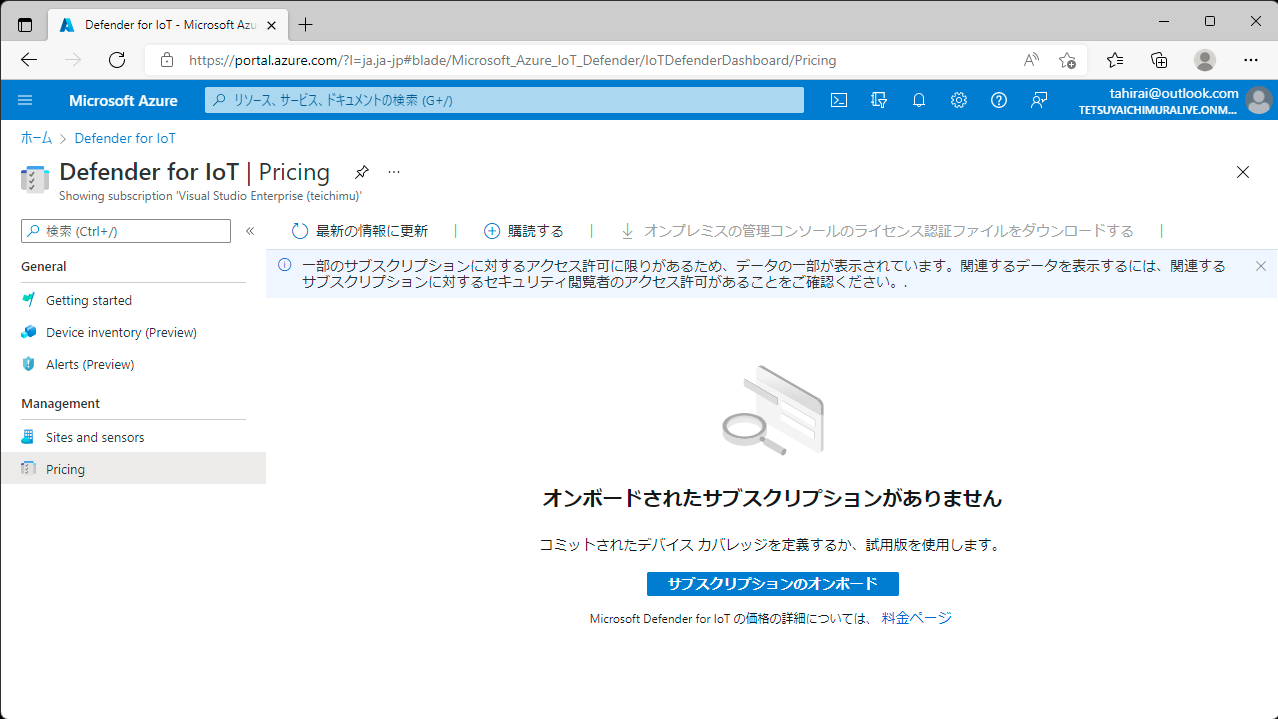 Defender for IoT - Microsoft Azu
https://portal.azure.com/?l=ja.ja-jp#blade/Microsoft_Azure_IoT_Defender/IoTDefenderDashboard/Pricing
Microsoft Azure
リソース、サービス、ドキュメントの検索 (G+/)
tahirai@outlook.com
TETSUYAICHIMURALIVE.ONM...
ホーム > Defender for IoT
Defender for IoT | Pricing
Showing subscription 'Visual Studio Enterprise (teichimu)'
検索 (Ctrl+/)
General
Getting started
Device inventory (Preview)
Alerts (Preview)
Management
Sites and sensors
Pricing
最新の情報に更新 | 購読する | オンプレミスの管理コンソールのライセンス認証ファイルをダウンロードする |
一部のサブスクリプションに対するアクセス許可に限りがあるため、データの一部が表示されています。関連するデータを表示するには、関連する
サブスクリプションに対するセキュリティ閲覧者のアクセス許可があることをご確認ください。.
オンボードされたサブスクリプションがありません
コミットされたデバイス カバレッジを定義するか、試用版を使用します。
サブスクリプションのオンボード
Microsoft Defender for IoT の価格の詳細については、 料金ページ